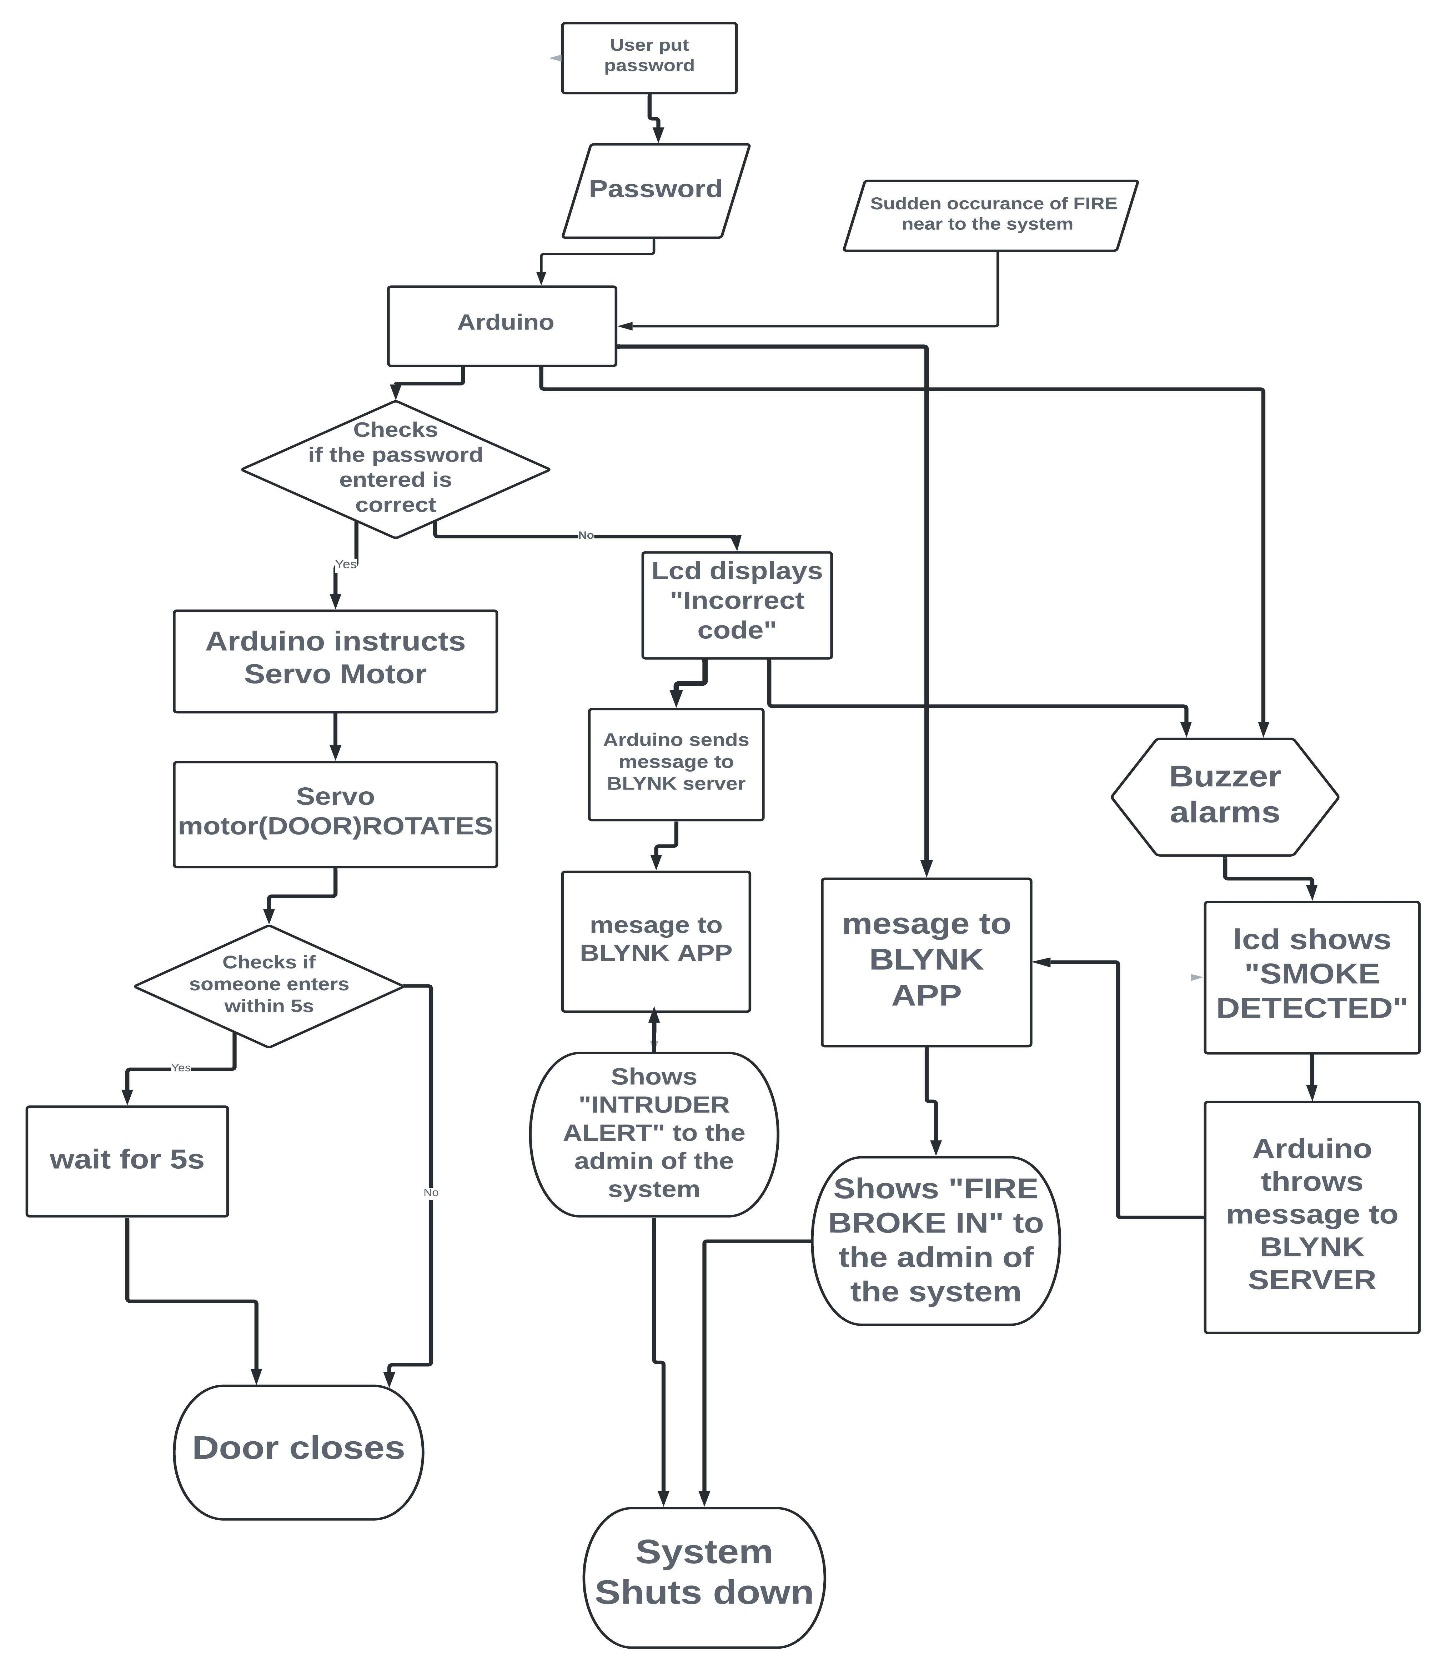 User put
password
Password
Sudden occurance of FIRE
near to the system
Arduino
Checks
if the password
entered is
correct
Yes
No
Lcd displays
"Incorrect
code"
Arduino instructs
Servo Motor
Arduino sends
message to
BLYNK server
Servo
motor(DOOR)ROTATES
Buzzer
alarms
mesage to
BLYNK APP
mesage to
BLYNK
APP
lcd shows
"SMOKE
DETECTED"
Checks if
someone enters
within 5s
Yes
No
wait for 5s
Shows
"INTRUDER
ALERT" to the
admin of the
system
Shows "FIRE
BROKE IN" to
the admin of
the system
Arduino
throws
message to
BLYNK
SERVER
Door closes
System
Shuts down